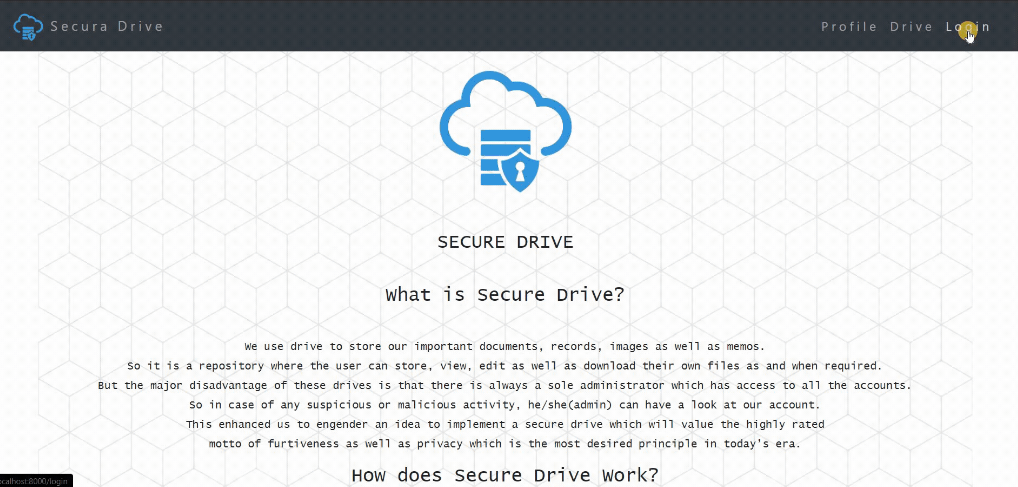 Secura Drive
Profile Drive Login
SECURE DRIVE
What is Secure Drive?
We use drive to store our important documents, records, images as well as memos.
So it is a repository where the user can store, view, edit as well as download their own files as and when required.
But the major disadvantage of these drives is that there is always a sole administrator which has access to all the accounts.
So in case of any suspicious or malicious activity, he/she(admin) can have a look at our account.
This enhanced us to engender an idea to implement a secure drive which will value the highly rated
motto of furtiveness as well as privacy which is the most desired principle in today's era.
How does Secure Drive Work?
ocalhost:8000/login